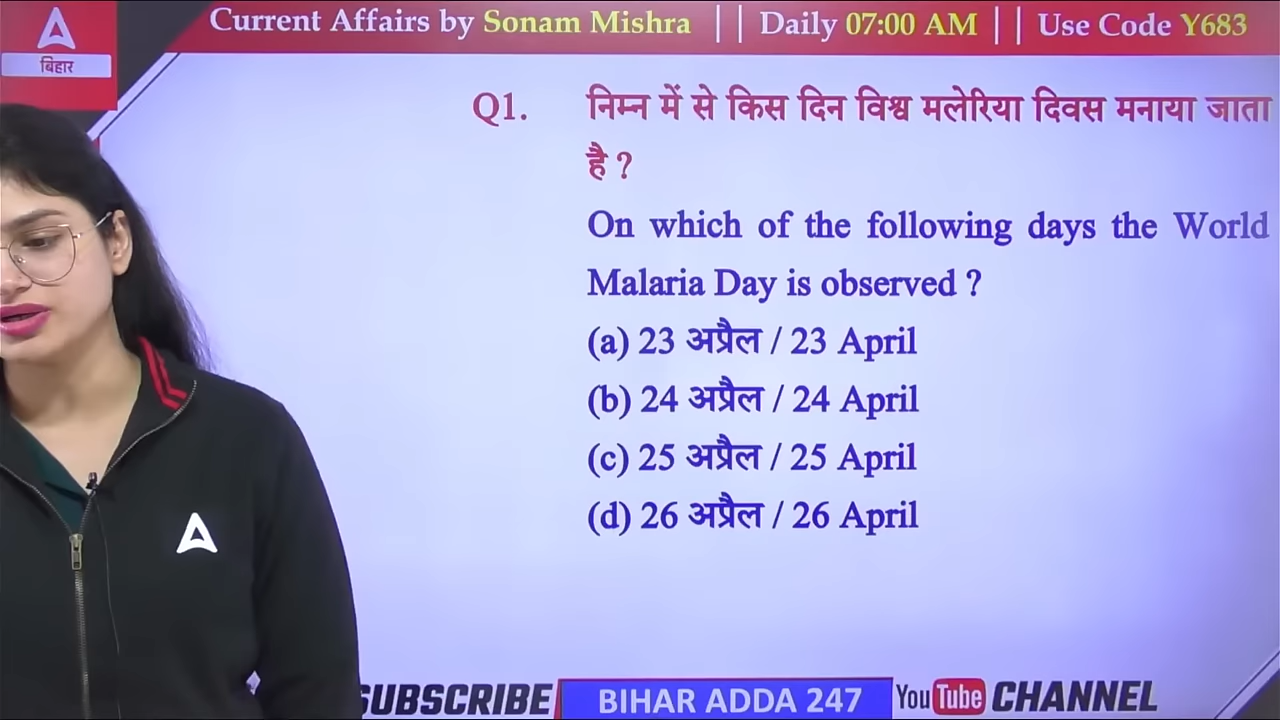 Current Affairs by Sonam Mishra || Daily 07:00 AM || Use Code Y683
बिहार
Q1. निम्न में से किस दिन विश्व मलेरिया दिवस मनाया जाता
है ?
On which of the following days the World
Malaria Day is observed ?
(a) 23 अप्रैल / 23 April
(b) 24 अप्रैल / 24 April
(c) 25 अप्रैल / 25 April
(d) 26 अप्रैल / 26 April
SUBSCRIBE BIHAR ADDA 247 YouTube CHANNEL